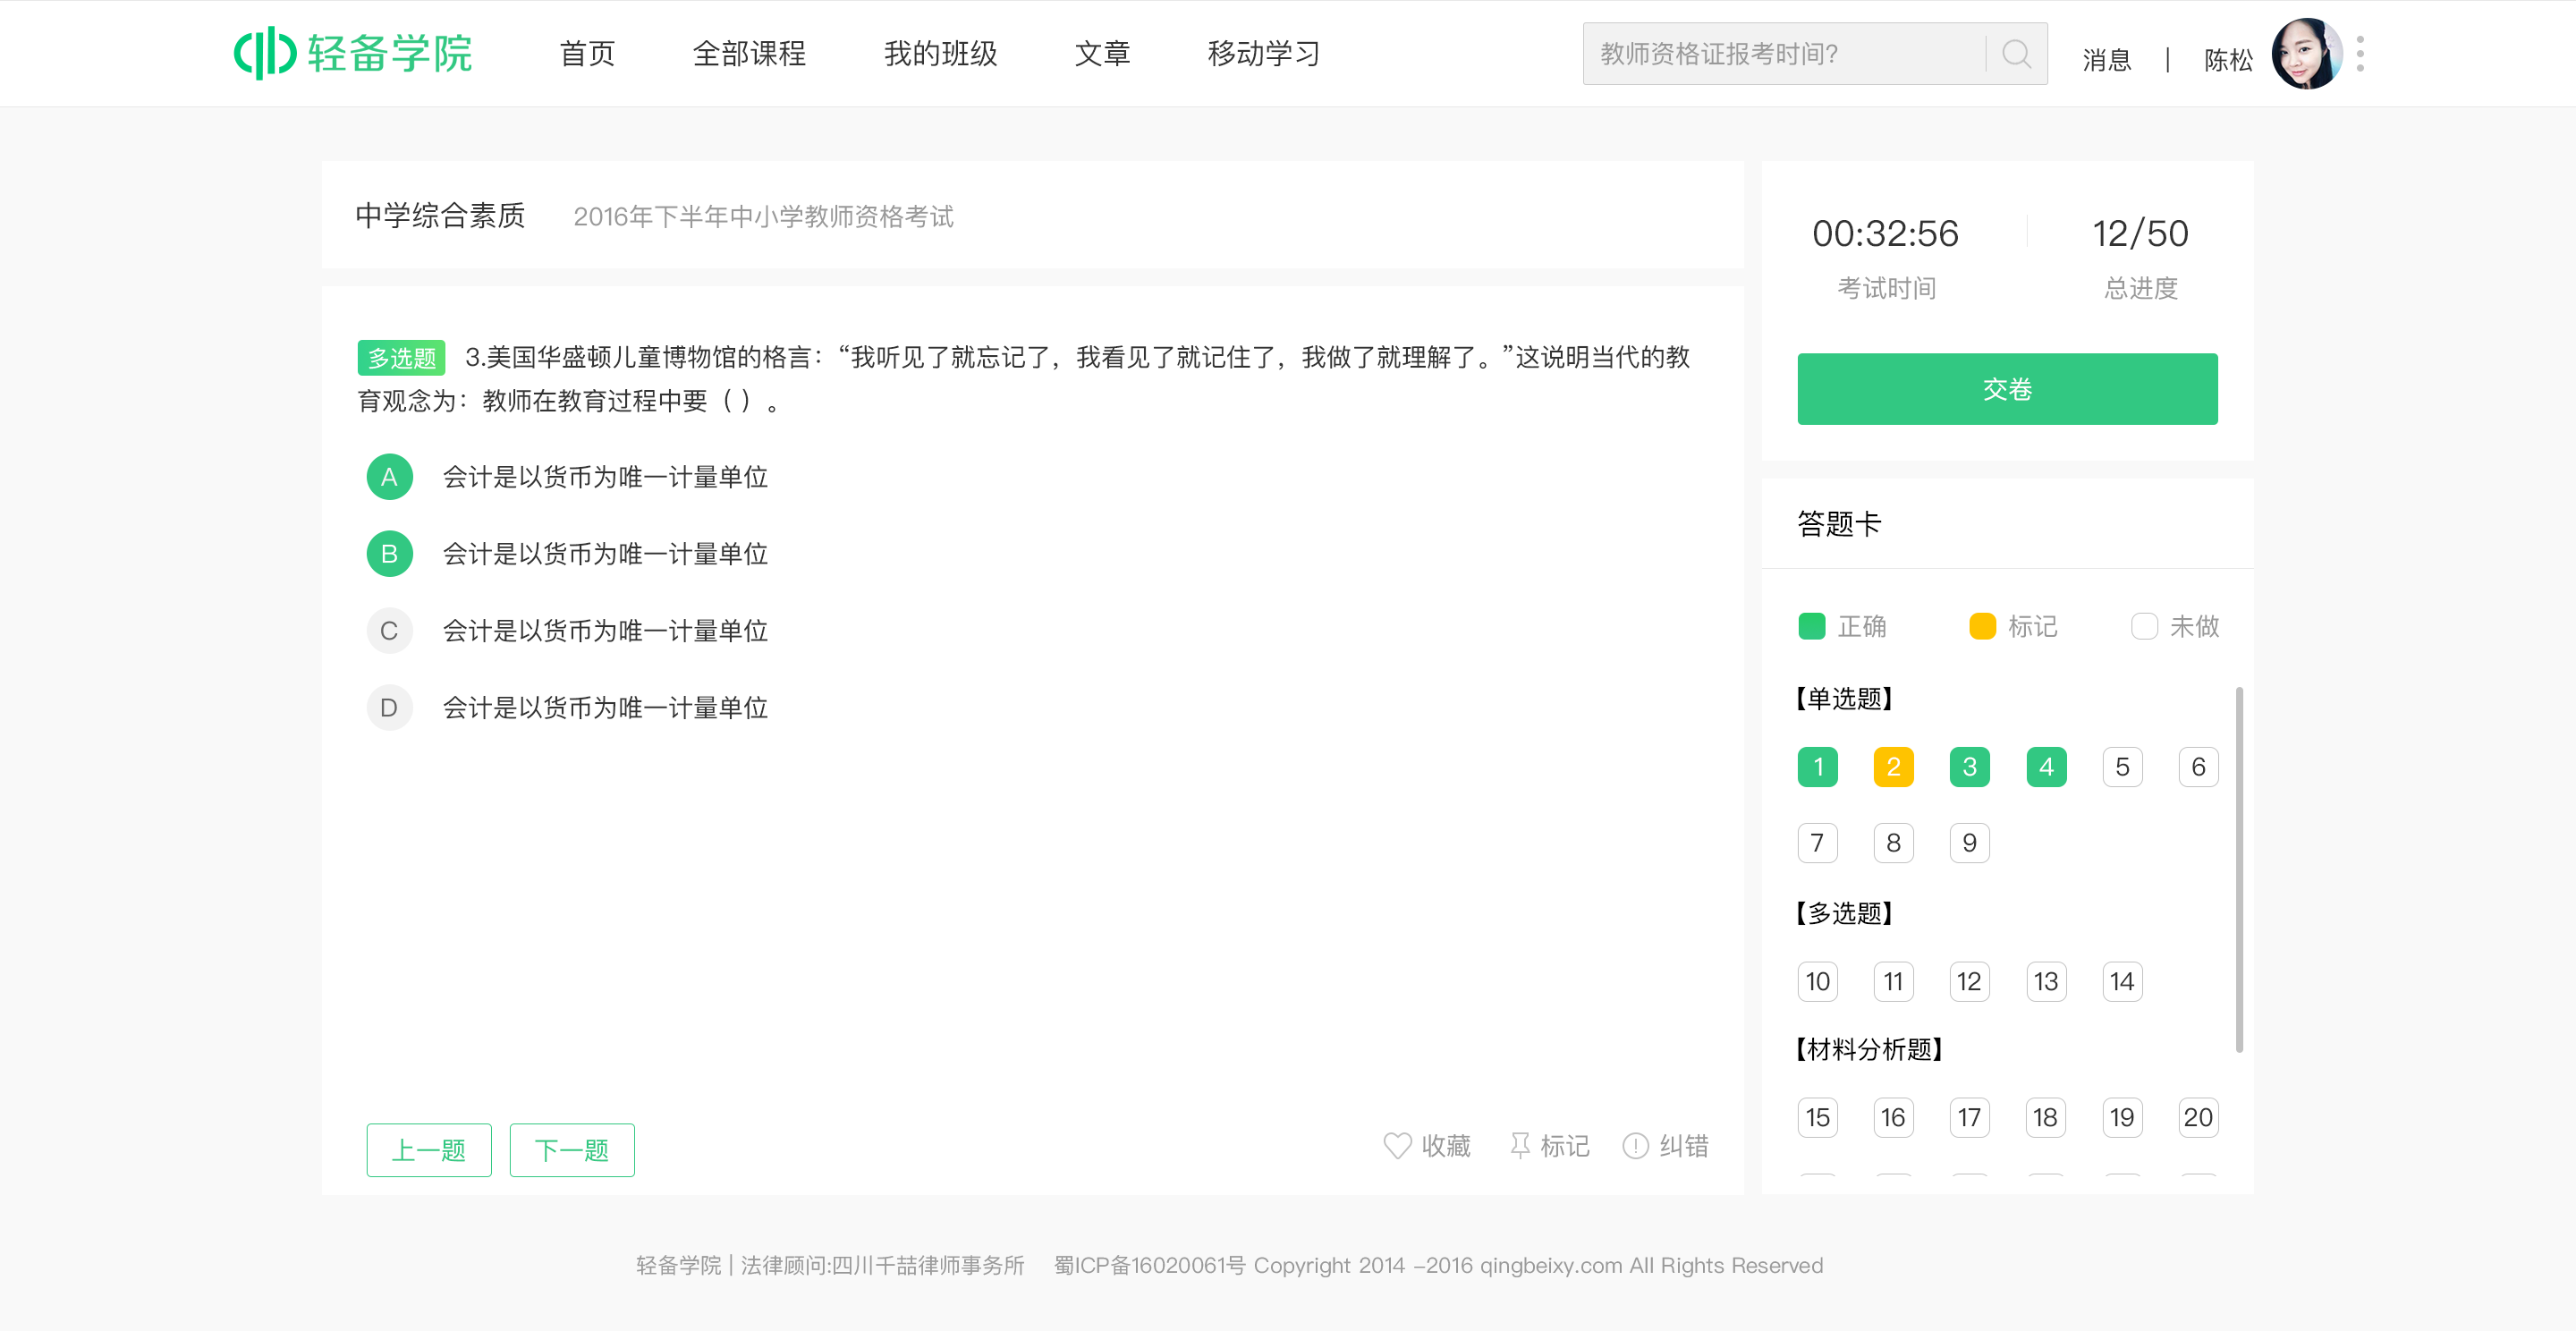 轻备学院
首页 全部课程 我的班级 文章 移动学习
教师资格证报考时间?
消息 | 陈松
中学综合素质 2016年下半年中小学教师资格考试
多选题 3.美国华盛顿儿童博物馆的格言：“我听见了就忘记了，我看见了就记住了，我做了就理解了。”这说明当代的教
育观念为：教师在教育过程中要（ ）。
A 会计是以货币为唯一计量单位
B 会计是以货币为唯一计量单位
C 会计是以货币为唯一计量单位
D 会计是以货币为唯一计量单位
上一题 下一题
收藏 标记 纠错
00:32:56 12/50
考试时间 总进度
交卷
答题卡
正确 标记 未做
【单选题】
1 2 3 4 5 6
7 8 9
【多选题】
10 11 12 13 14
【材料分析题】
15 16 17 18 19 20
轻备学院 | 法律顾问:四川千喆律师事务所 蜀ICP备16020061号 Copyright 2014 -2016 qingbeixy.com All Rights Reserved